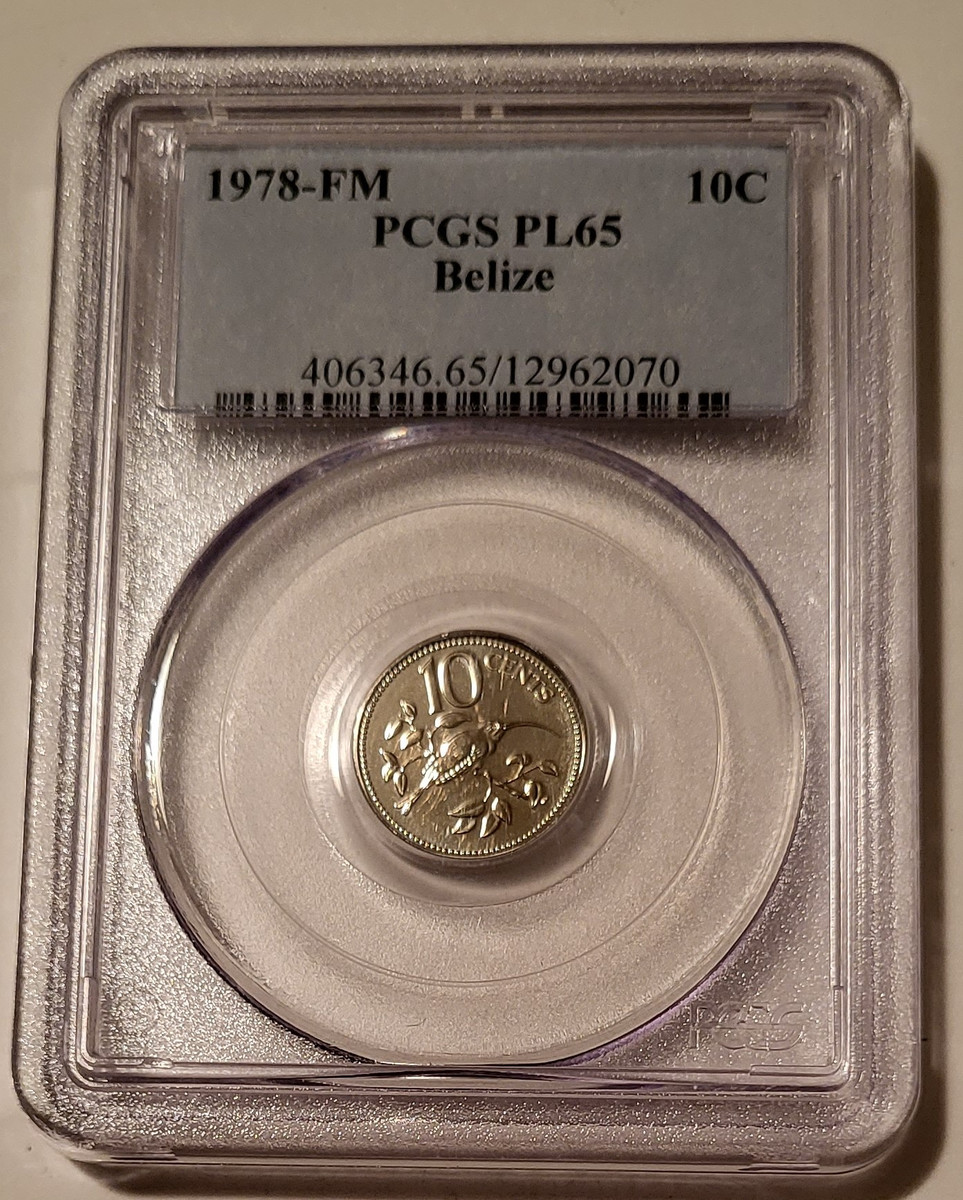 1978-FM 10C
PCGS PL65
Belize
406346.65/12962070
10 CENTS
PCGS